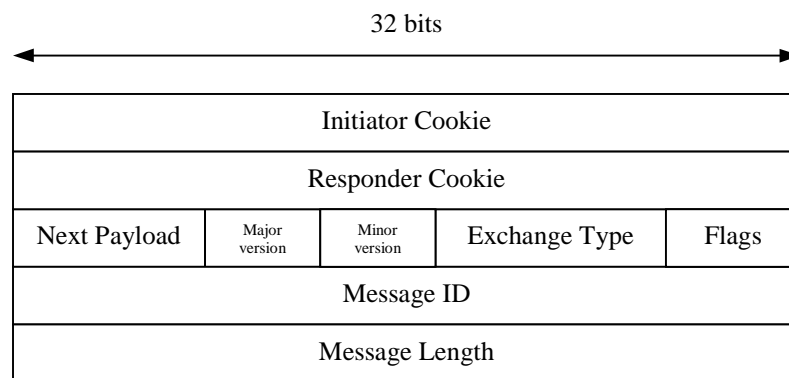 32 bits
Initiator Cookie
Responder Cookie
Next Payload Major version Minor version Exchange Type Flags
Message ID
Message Length